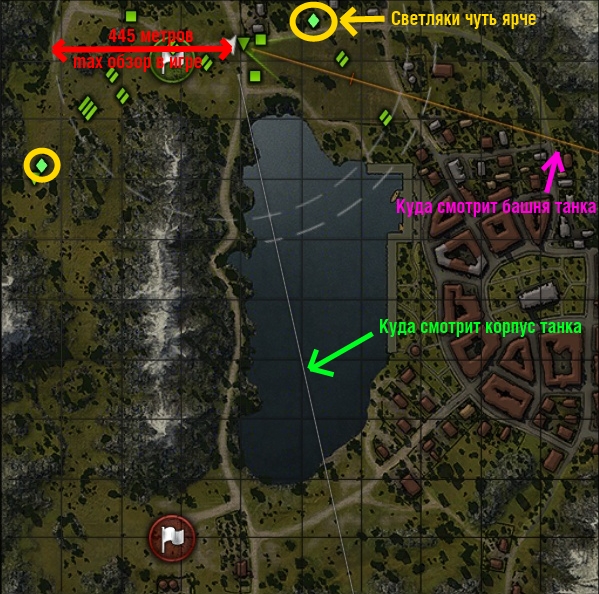 Светляки чуть ярче
445 метров
max обзор в игре
Куда смотрит башня танка
Куда смотрит корпус танка